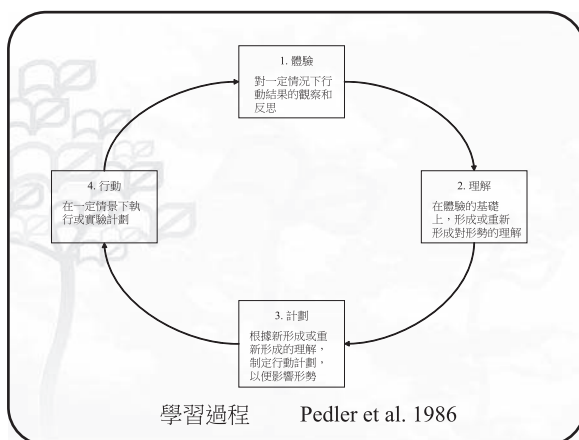 1. 體驗
對一定情況下行
動結果的觀察和
反思
2. 理解
在體驗的基礎
上，形成或重新
形成對形勢的理解
3. 計劃
根據新形成或重
新形成的理解，
制定行動計劃，
以便影響形勢
4. 行動
在一定情景下執
行或實驗計劃
學習過程 Pedler et al. 1986